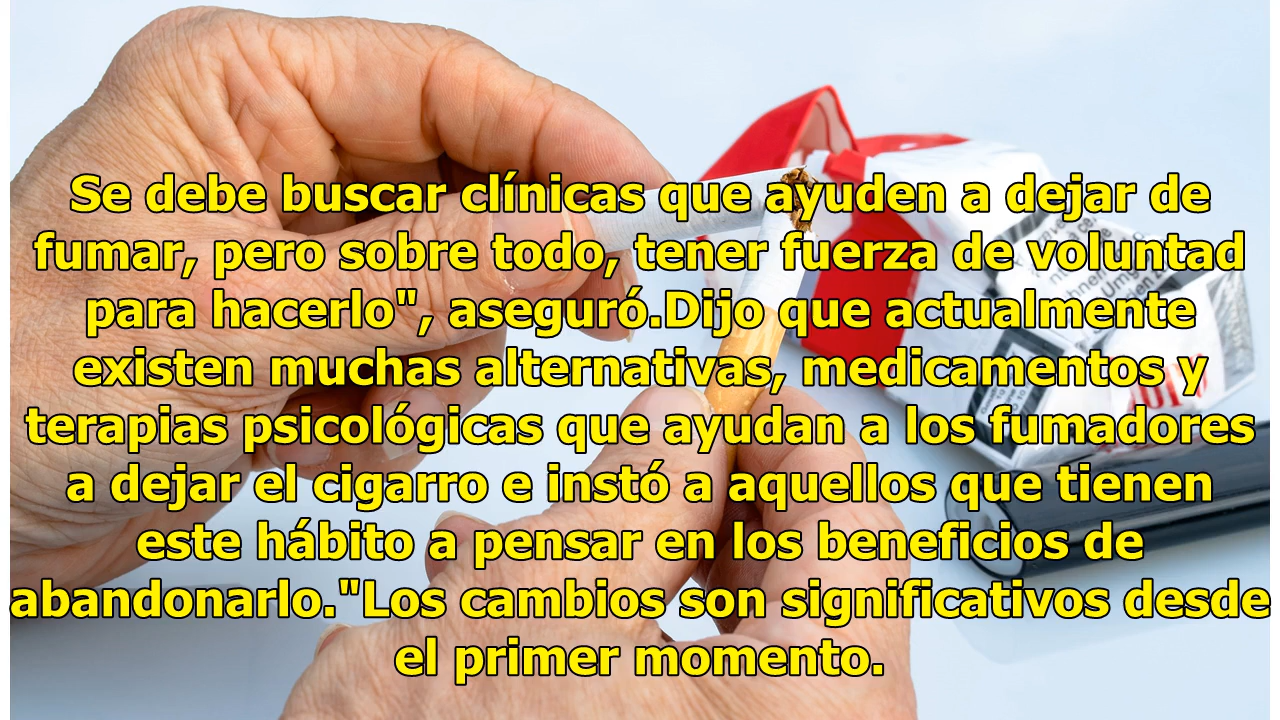 Se debe buscar clínicas que ayuden a dejar de
fumar, pero sobre todo, tener fuerza de voluntad
para hacerlo", aseguró.Dijo que actualmente
existen muchas alternativas, medicamentos y
terapias psicológicas que ayudan a los fumadores
a dejar el cigarro e instó a aquellos que tienen
este hábito a pensar en los beneficios de
abandonarlo."Los cambios son significativos desde
el primer momento.